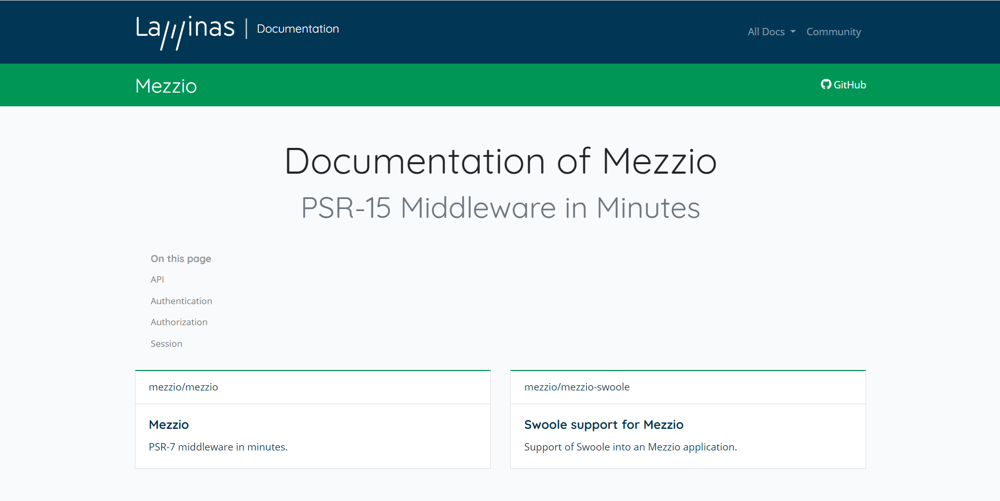 Laminas | Documentation
All Docs
Community
Mezzio
GitHub
Documentation of Mezzio
PSR-15 Middleware in Minutes
On this page
API
Authentication
Authorization
Session
mezzio/mezzio
Mezzio
PSR-7 middleware in minutes.
mezzio/mezzio-swoole
Swoole support for Mezzio
Support of Swoole into an Mezzio application.